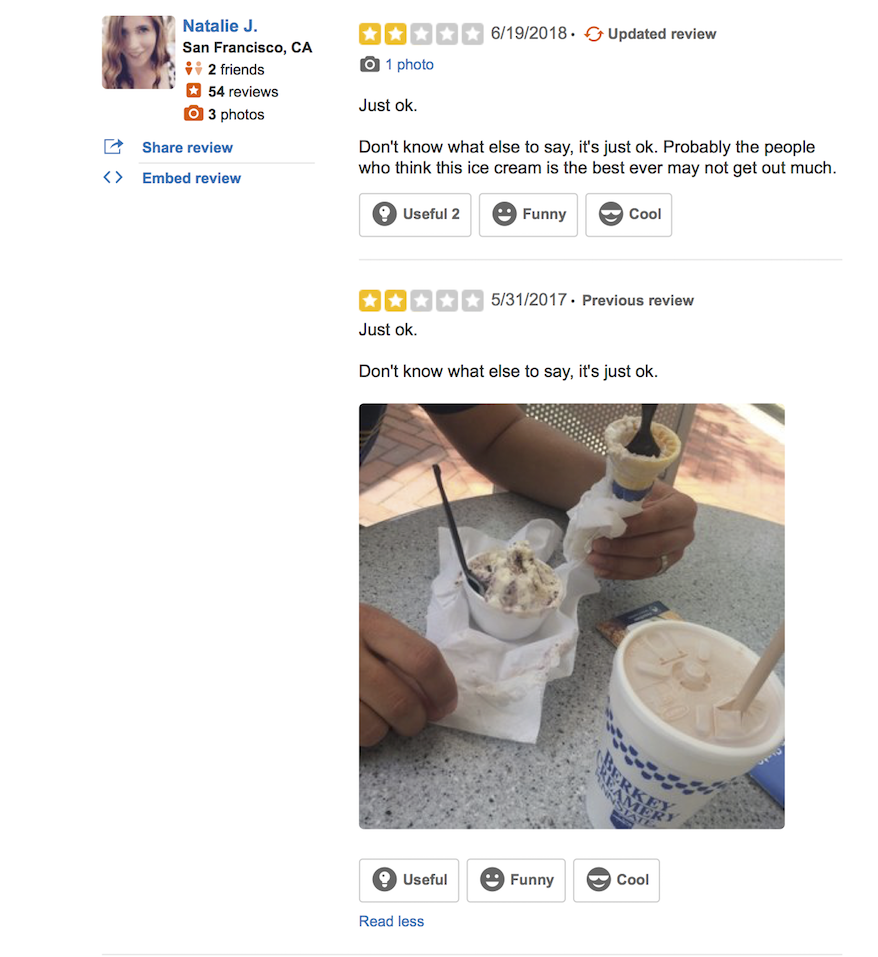 Natalie J.
San Francisco, CA
2 friends
54 reviews
3 photos
Share review
Embed review
6/19/2018 · Updated review
1 photo
Just ok.
Don't know what else to say, it's just ok. Probably the people
who think this ice cream is the best ever may not get out much.
Useful 2
Funny
Cool
5/31/2017 · Previous review
Just ok.
Don't know what else to say, it's just ok.
BERKEY
CREAMERY
Useful
Funny
Cool
Read less